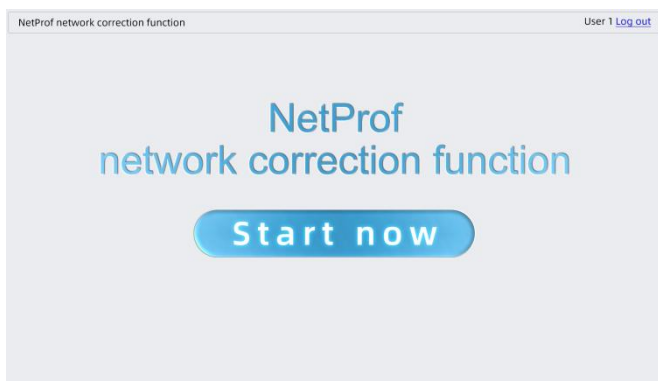 NetProf network correction function
User 1 Log out
NetProf
network correction function
Start now